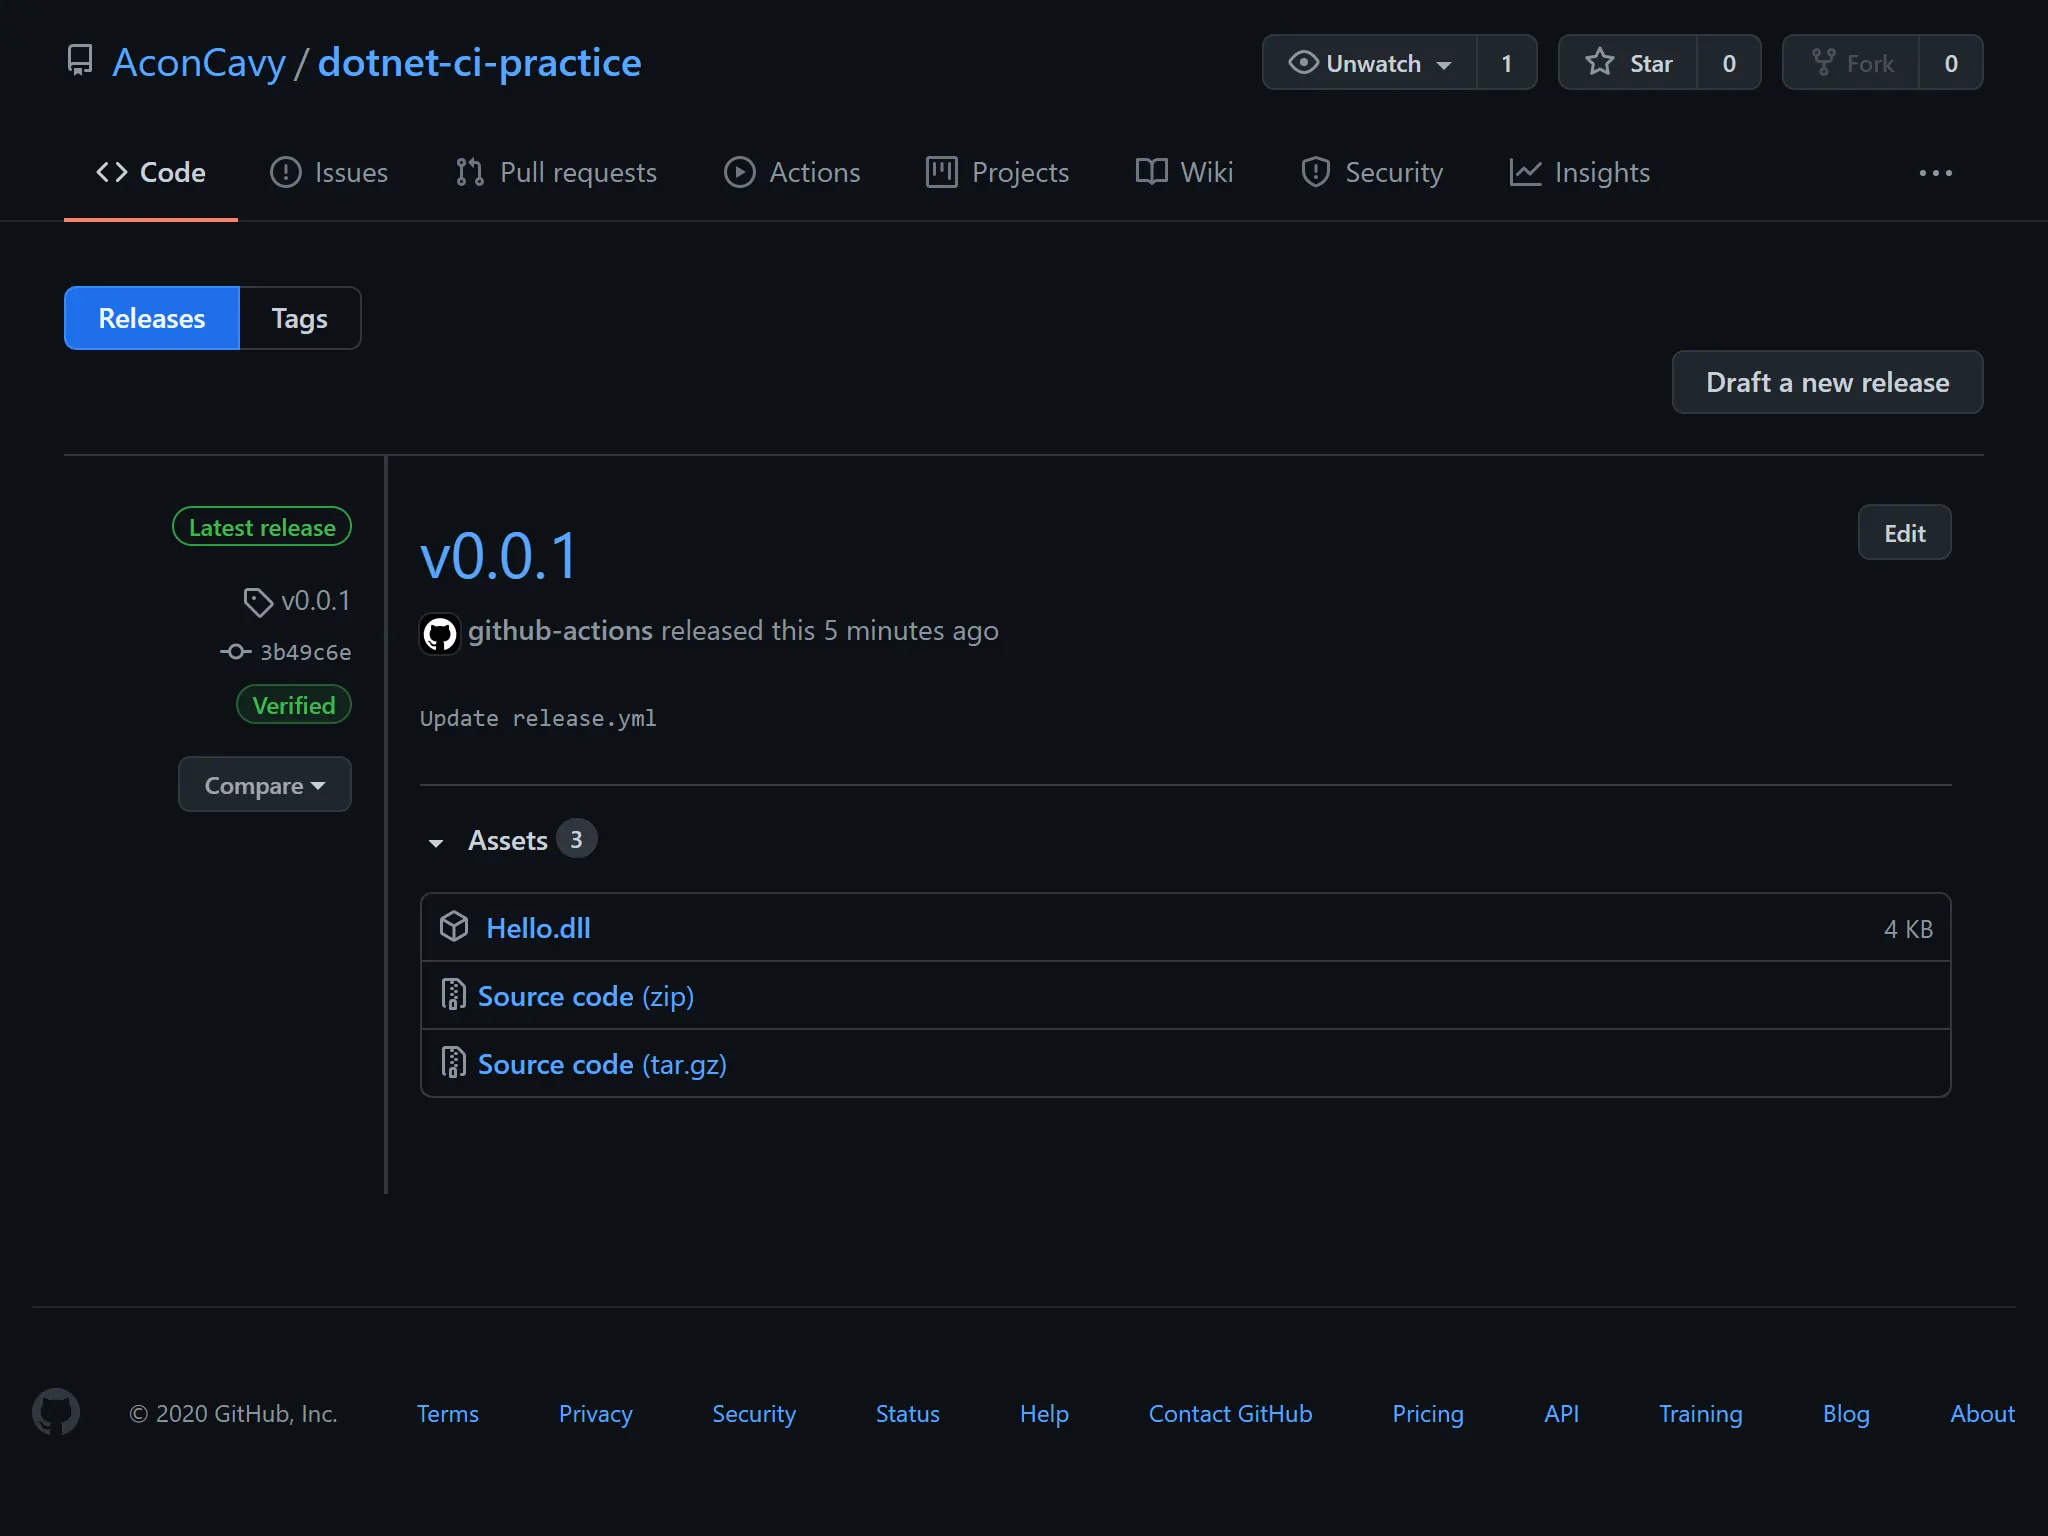 AconCavy / dotnet-ci-practice
Unwatch 1 Star 0 Fork 0
Code Issues Pull requests Actions Projects Wiki Security Insights
Releases Tags
Draft a new release
Latest release
v0.0.1
3b49c6e
Verified
Compare
v0.0.1
Edit
github-actions released this 5 minutes ago
Update release.yml
Assets 3
Hello.dll 4 KB
Source code (zip)
Source code (tar.gz)
© 2020 GitHub, Inc. Terms Privacy Security Status Help Contact GitHub Pricing API Training Blog About